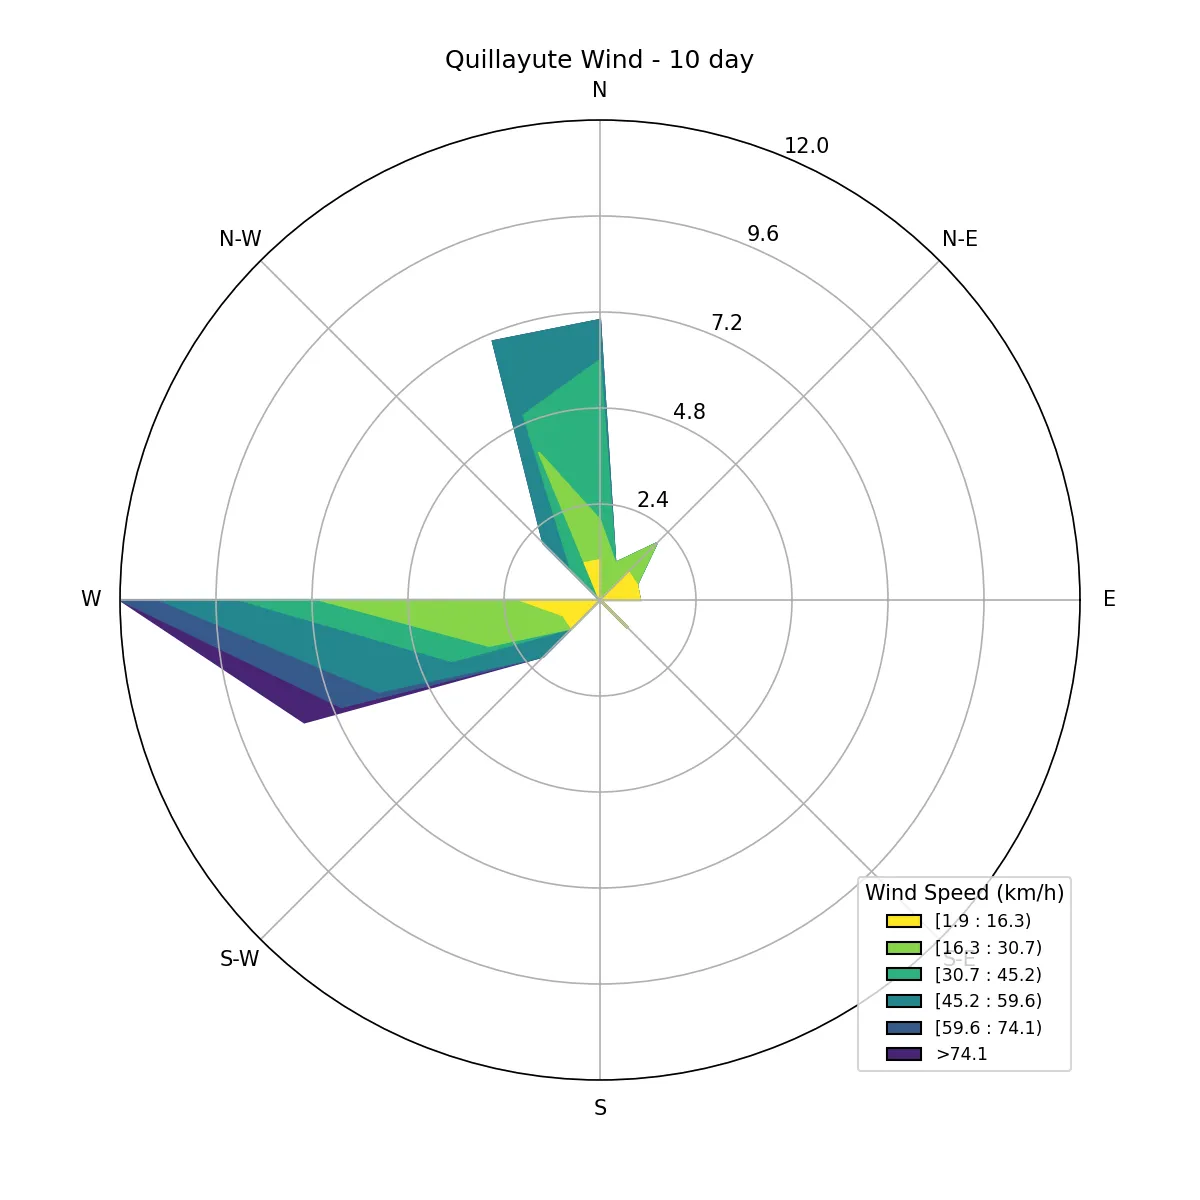 Quillayute Wind - 10 day
N
12.0
N-W
9.6
N-E
7.2
4.8
2.4
W
E
Wind Speed (km/h)
[1.9 : 16.3)
[16.3 : 30.7)
S-W
S-E
[30.7 : 45.2)
[45.2 : 59.6)
[59.6 : 74.1)
>74.1
S